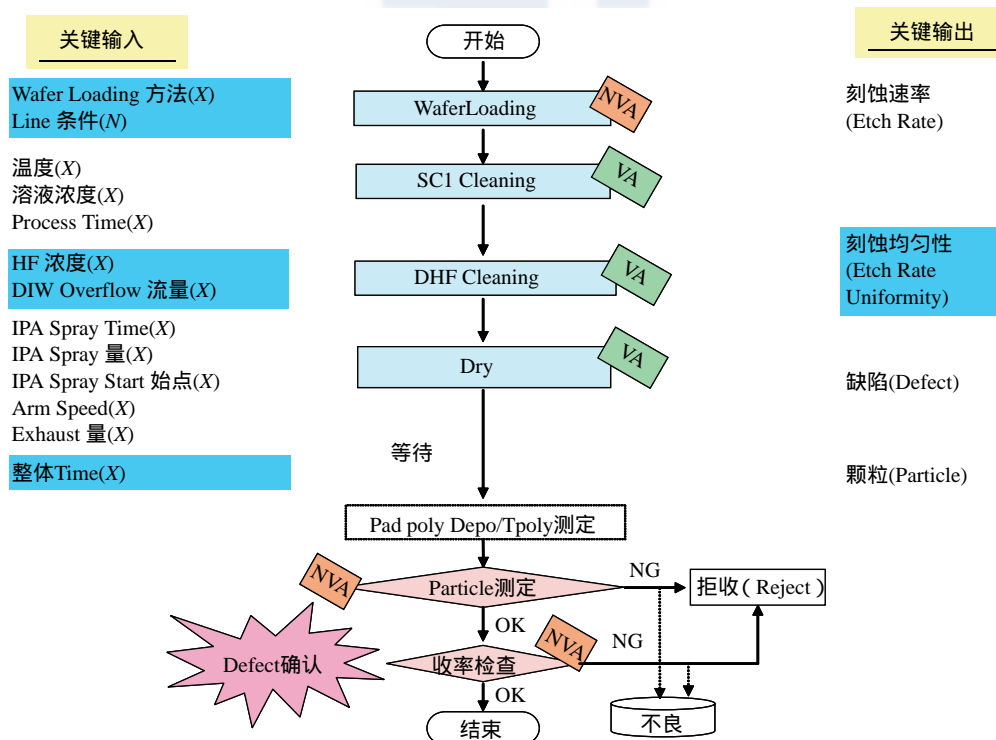 关键输入
开始
关键输出
Wafer Loading 方法(X)
Line 条件(N)
WaferLoading
NVA
刻蚀速率
(Etch Rate)
温度(X)
溶液浓度(X)
Process Time(X)
SC1 Cleaning
VA
HF 浓度(X)
DIW Overflow 流量(X)
DHF Cleaning
VA
刻蚀均匀性
(Etch Rate
Uniformity)
IPA Spray Time(X)
IPA Spray 量(X)
IPA Spray Start 始点(X)
Arm Speed(X)
Exhaust 量(X)
Dry
VA
缺陷(Defect)
等待
整体Time(X)
颗粒(Particle)
Pad poly Depo/Tpoly测定
NVA
Particle测定
NG
拒收（Reject）
OK
Defect确认
收率检查
NVA
NG
OK
结束
不良